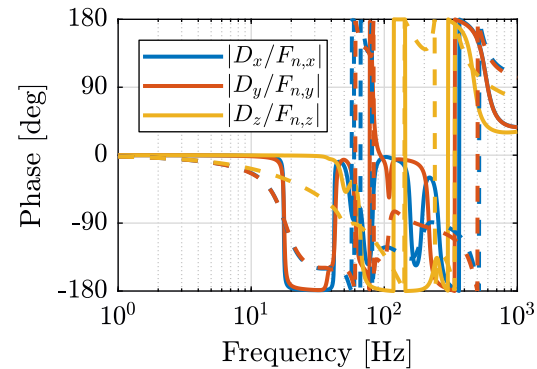 180
90
0
-90
-180
Phase [deg]
|D_x/F_{n,x}|
|D_y/F_{n,y}|
|D_z/F_{n,z}|
10^0
10^1
10^2
10^3
Frequency [Hz]